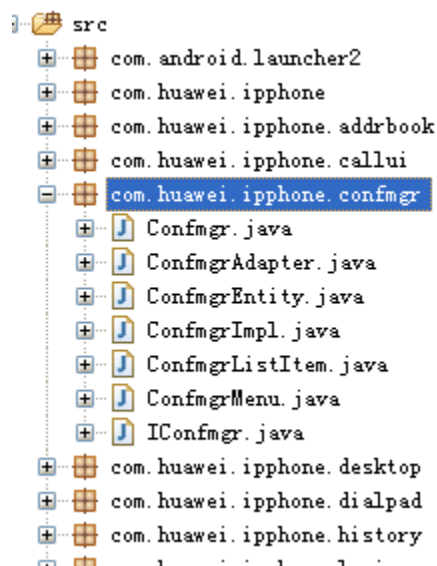 src
com.android.launcher2
com.huawei.ipphone
com.huawei.ipphone.addrbook
com.huawei.ipphone.callui
com.huawei.ipphone.confmgr
Confmgr.java
ConfmgrAdapter.java
ConfmgrEntity.java
ConfmgrImpl.java
ConfmgrListItem.java
ConfmgrMenu.java
IConfmgr.java
com.huawei.ipphone.desktop
com.huawei.ipphone.dialpad
com.huawei.ipphone.history